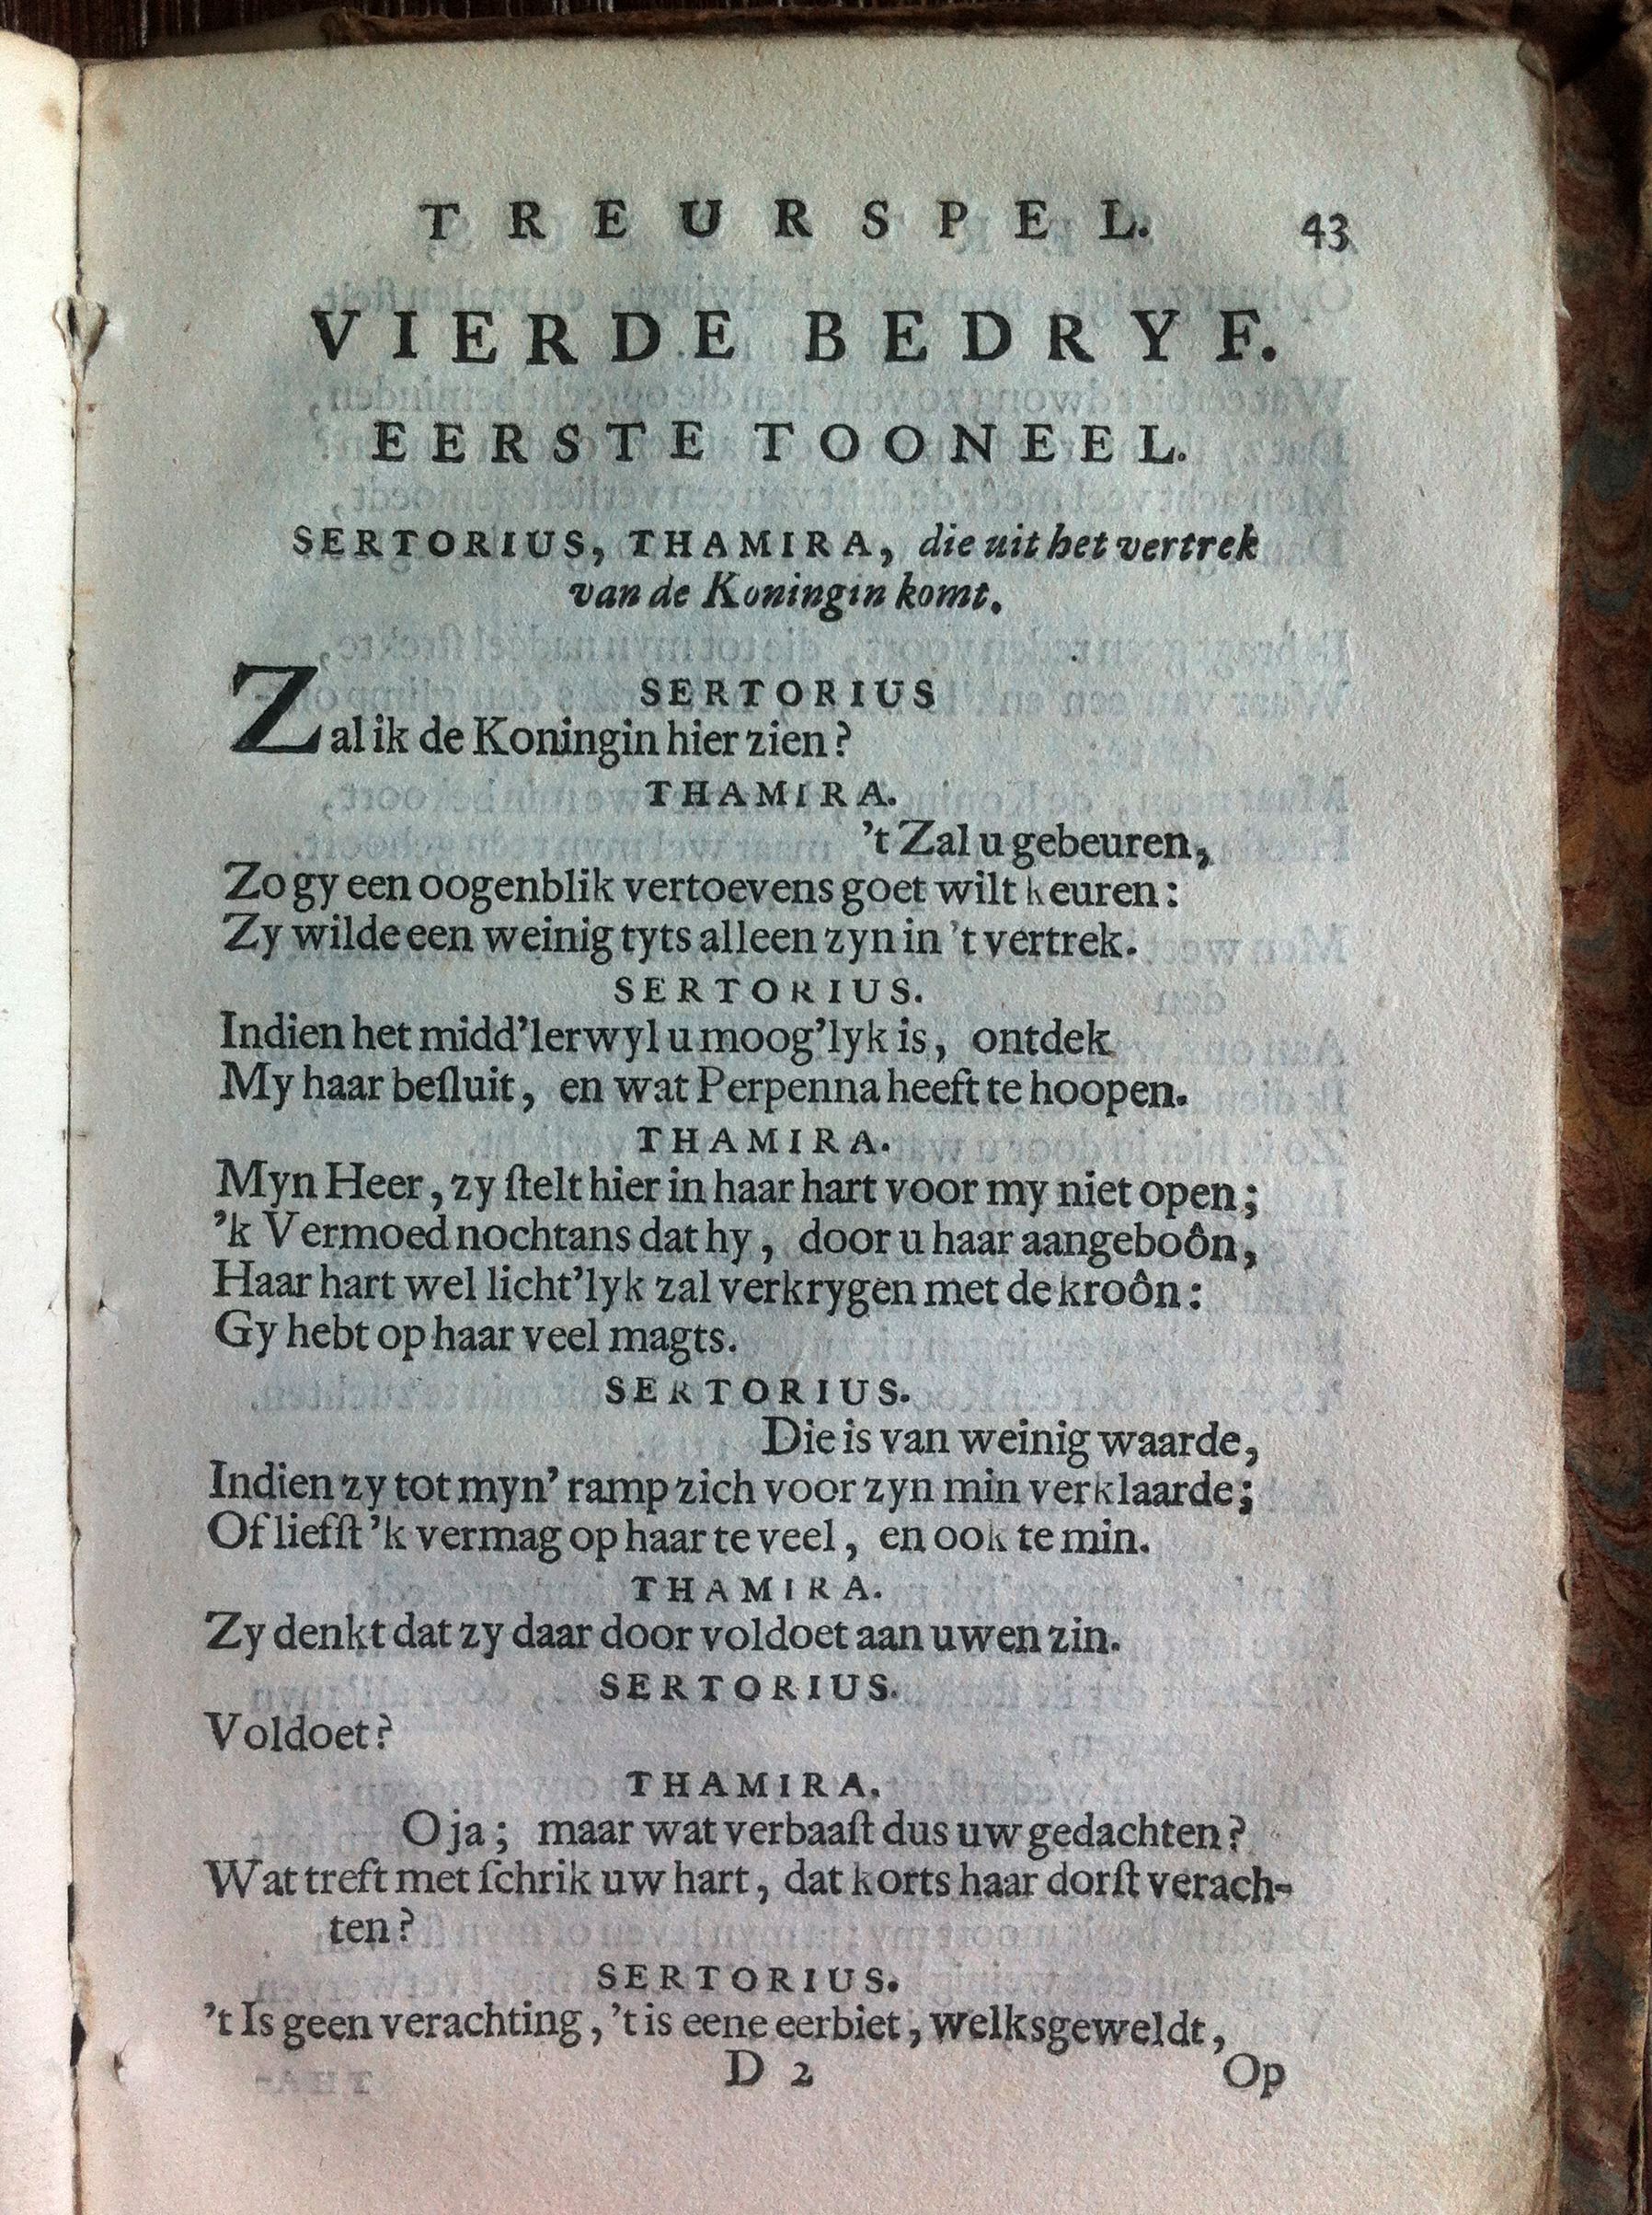 TREURSPEL. 43
VIERDE BEDRYF.
EERSTE TOONEEL.
SERTORIUS, THAMIRA, die uit het vertrek
van de Koningin komt.
SERTORIUS
Zal ik de Koningin hier zien?
THAMIRA.
't Zal u gebeuren,
Zo gy een oogenblik vertoevens goet wilt keuren:
Zy wilde een weinig tyts alleen zyn in 't vertrek.
SERTORIUS.
Indien het midd'lerwyl u moog'lyk is, ontdek
My haar beſluit, en wat Perpenna heeft te hoopen.
THAMIRA.
Myn Heer, zy ſtelt hier in haar hart voor my niet open;
'k Vermoed nochtans dat hy, door u haar aangeboôn,
Haar hart wel licht'lyk zal verkrygen met de kroôn:
Gy hebt op haar veel magts.
SERTORIUS.
Die is van weinig waarde,
Indien zy tot myn' ramp zich voor zyn min verklaarde;
Of liefſt 'k vermag op haar te veel, en ook te min.
THAMIRA.
Zy denkt dat zy daar door voldoet aan uwen zin.
SERTORIUS.
Voldoet?
THAMIRA.
O ja; maar wat verbaaſt dus uw gedachten?
Wat treft met ſchrik uw hart, dat korts haar dorſt verach-
ten?
SERTORIUS.
't Is geen verachting, 't is eene eerbiet, welks geweldt,
D 2 Op